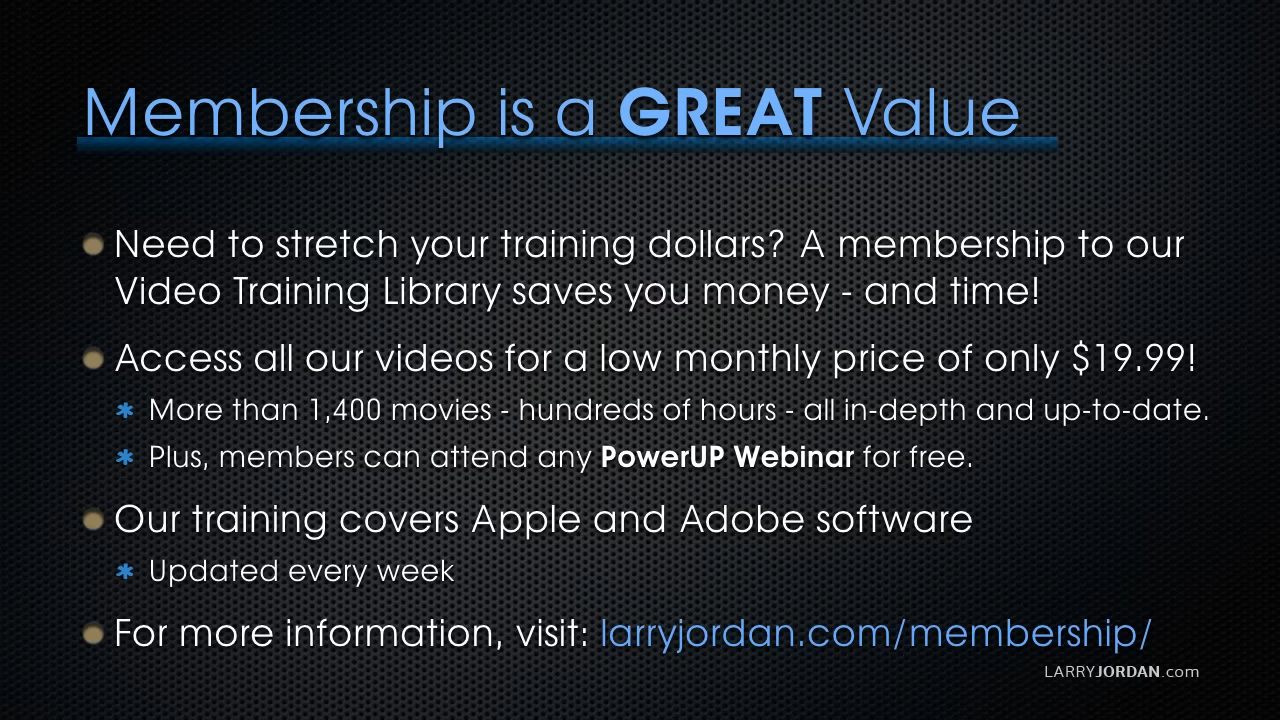 Membership is a GREAT Value
Need to stretch your training dollars? A membership to our
Video Training Library saves you money - and time!
Access all our videos for a low monthly price of only $19.99!
More than 1,400 movies - hundreds of hours - all in-depth and up-to-date.
Plus, members can attend any PowerUP Webinar for free.
Our training covers Apple and Adobe software
Updated every week
For more information, visit: larryjordan.com/membership/
LARRYJORDAN.com